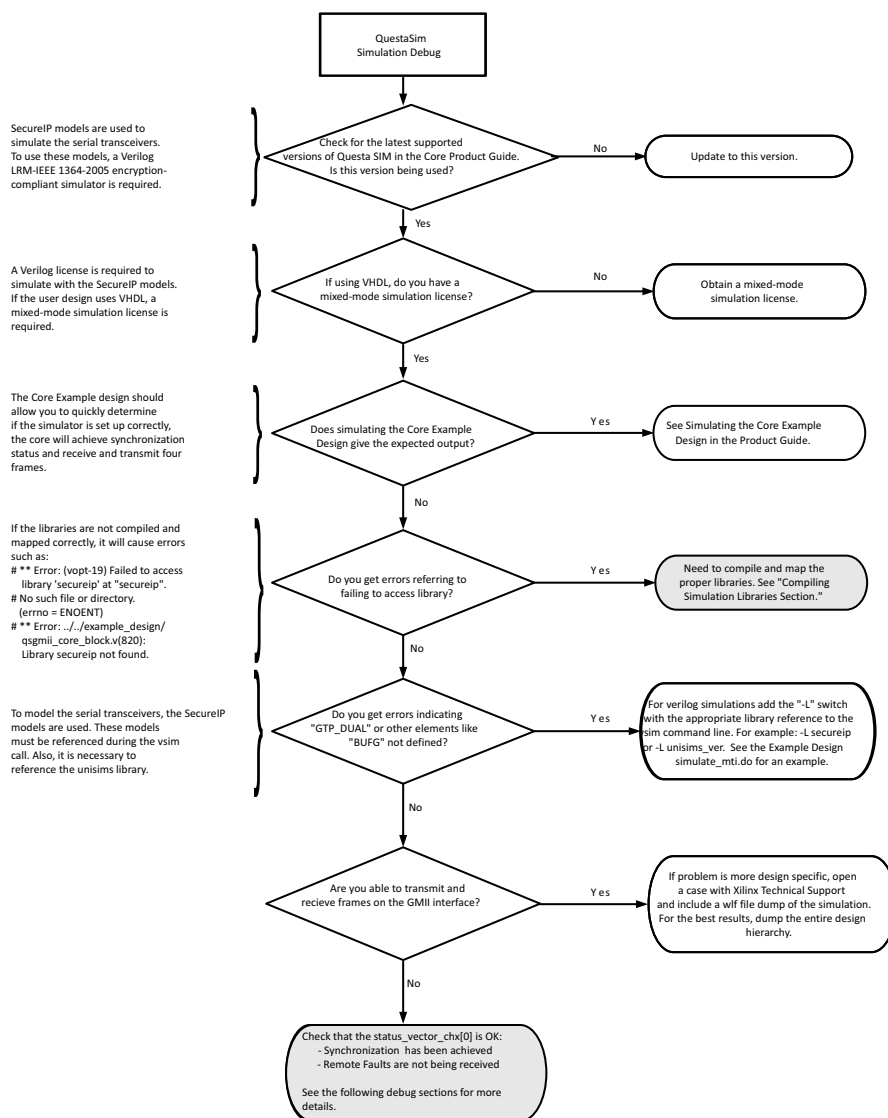 QuestaSim
Simulation Debug
SecureIP models are used to
simulate the serial transceivers.
To use these models, a Verilog
LRM-IEEE 1364-2005 encryption-
compliant simulator is required.
Check for the latest supported
versions of Questa SIM in the Core Product Guide.
Is this version being used?
No
Update to this version.
Yes
A Verilog license is required to
simulate with the SecureIP models.
If the user design uses VHDL, a
mixed-mode simulation license is
required.
If using VHDL, do you have a
mixed-mode simulation license?
No
Obtain a mixed-mode
simulation license.
Yes
The Core Example design should
allow you to quickly determine
if the simulator is set up correctly,
the core will achieve synchronization
status and receive and transmit four
frames.
Does simulating the Core Example
Design give the expected output?
Yes
See Simulating the Core Example
Design in the Product Guide.
No
If the libraries are not compiled and
mapped correctly, it will cause errors
such as:
# ** Error: (vopt-19) Failed to access
library 'secureip' at "secureip".
# No such file or directory.
(errno = ENOENT)
# ** Error: ../../example_design/
qsgmii_core_block.v(820):
Library secureip not found.
Do you get errors referring to
failing to access library?
Yes
Need to compile and map the
proper libraries. See "Compiling
Simulation Libraries Section."
No
To model the serial transceivers, the SecureIP
models are used. These models
must be referenced during the vsim
call. Also, it is necessary to
reference the unisims library.
Do you get errors indicating
"GTP_DUAL" or other elements like
"BUFG" not defined?
Yes
For verilog simulations add the "-L" switch
with the appropriate library reference to the
vsim command line. For example: -L secureip
or -L unisims_ver. See the Example Design
simulate_mti.do for an example.
No
Are you able to transmit and
recieve frames on the GMII interface?
Yes
If problem is more design specific, open
a case with Xilinx Technical Support
and include a wlf file dump of the simulation.
For the best results, dump the entire design
hierarchy.
No
Check that the status_vector_chx[0] is OK:
- Synchronization has been achieved
- Remote Faults are not being received
See the following debug sections for more
details.